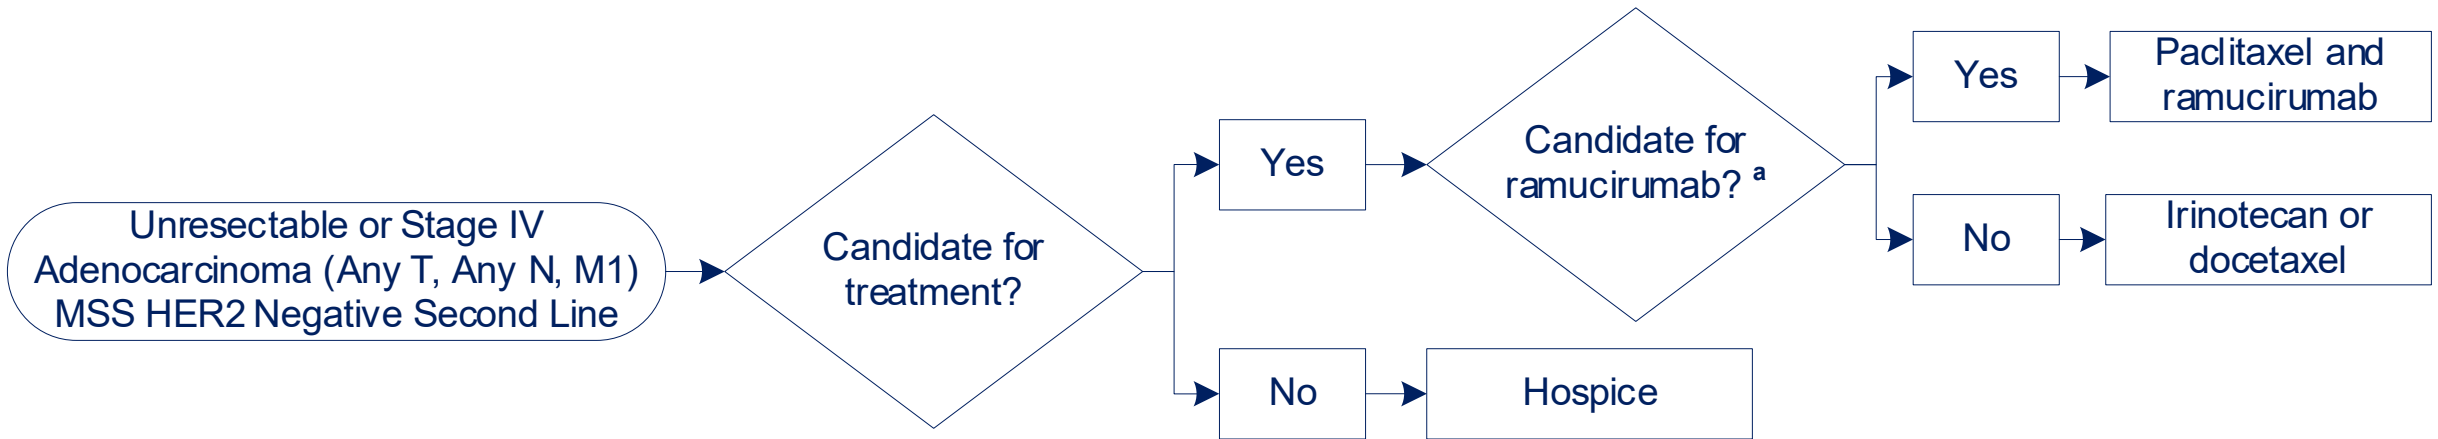 Unresectable or Stage IV
Adenocarcinoma (Any T, Any N, M1)
MSS HER2 Negative Second Line
Candidate for
treatment?
Yes
Candidate for
ramucirumab? a
Yes
Paclitaxel and
ramucirumab
No
Irinotecan or
docetaxel
No
Hospice